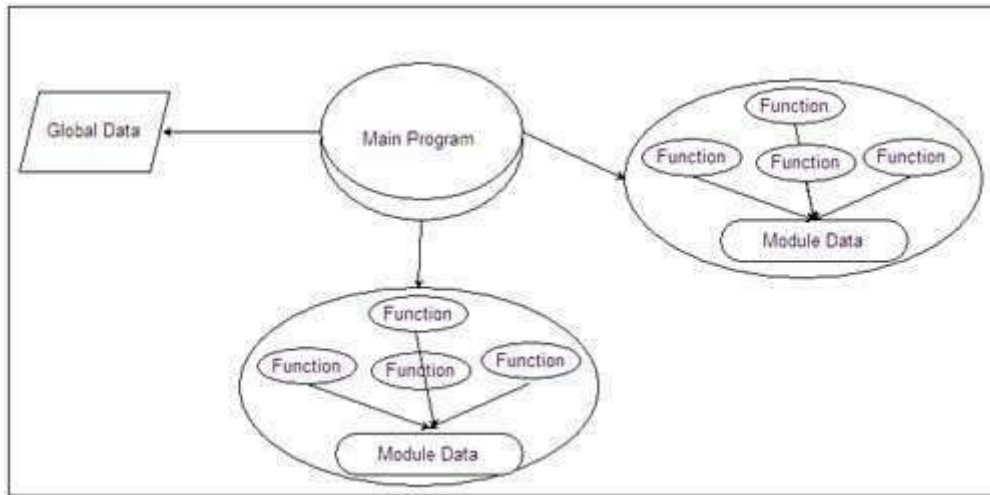 Global Data
Main Program
Function
Function
Function
Function
Module Data
Function
Function
Function
Function
Module Data